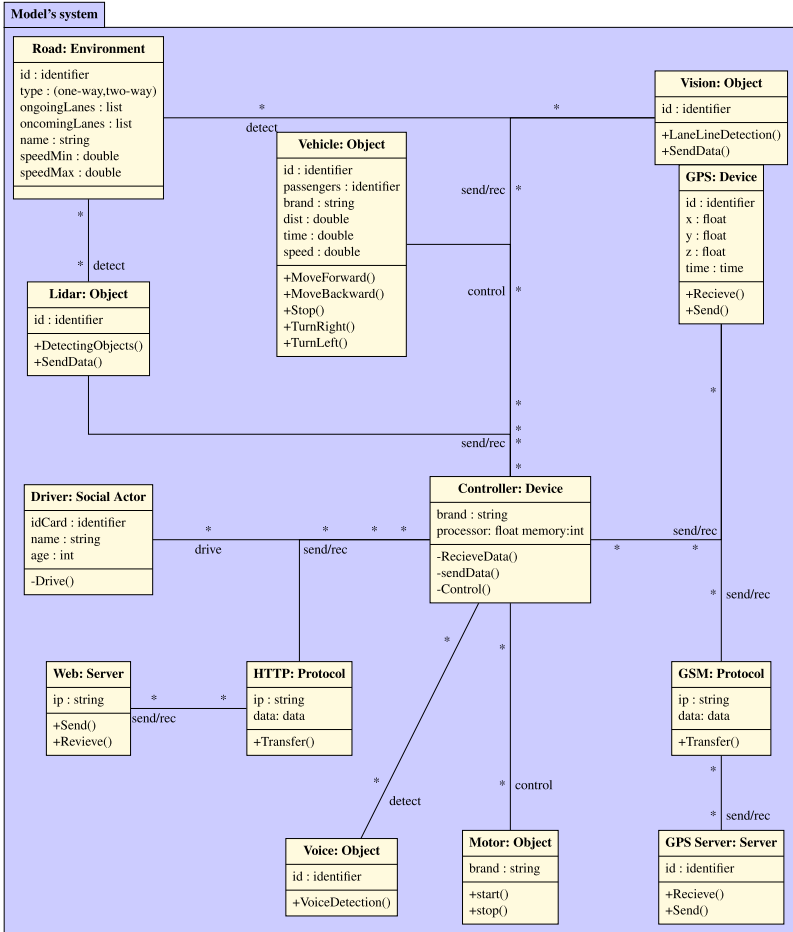 Model's system
Road: Environment
id : identifier
type : (one-way,two-way)
ongoingLanes : list
oncomingLanes : list
name : string
speedMin : double
speedMax : double
*
detect
*
Vision: Object
id : identifier
+LaneLineDetection()
+SendData()
Vehicle: Object
id : identifier
passengers : identifier
brand : string
dist : double
time : double
speed : double
+MoveForward()
+MoveBackward()
+Stop()
+TurnRight()
+TurnLeft()
send/rec *
control *
GPS: Device
id : identifier
x : float
y : float
z : float
time : time
+Recieve()
+Send()
*
* detect
Lidar: Object
id : identifier
+DetectingObjects()
+SendData()
*
*
*
send/rec *
*
*
Driver: Social Actor
idCard : identifier
name : string
age : int
-Drive()
*
drive
*
send/rec
* *
Controller: Device
brand : string
processor: float memory:int
-RecieveData()
-sendData()
-Control()
send/rec
* *
* send/rec
Web: Server
ip : string
+Send()
+Revieve()
* *
send/rec
HTTP: Protocol
ip : string
data: data
+Transfer()
*
*
GSM: Protocol
ip : string
data: data
+Transfer()
*
detect
* control
*
* send/rec
Voice: Object
id : identifier
+VoiceDetection()
Motor: Object
brand : string
+start()
+stop()
GPS Server: Server
id : identifier
+Recieve()
+Send()